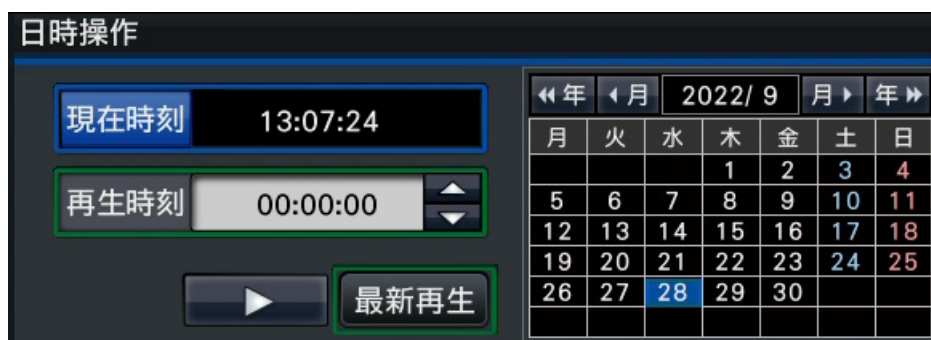 日時操作
現在時刻 13:07:24
再生時刻 00:00:00
最新再生
年 月 2022/ 9 月 年
月 火 水 木 金 土 日
1 2 3 4
5 6 7 8 9 10 11
12 13 14 15 16 17 18
19 20 21 22 23 24 25
26 27 28 29 30